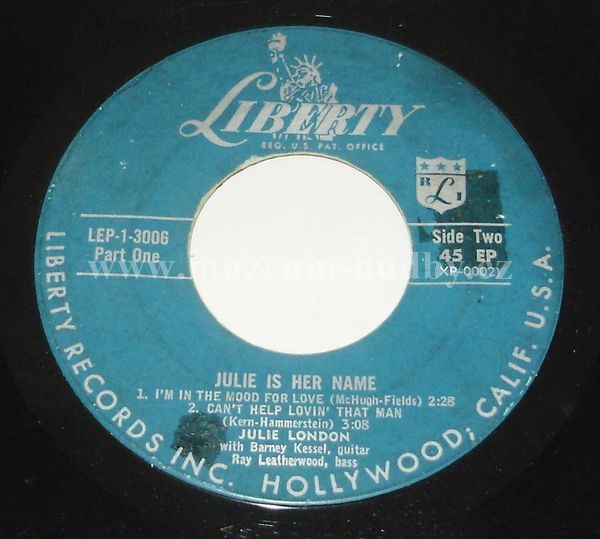 LIBERTY
REG. U.S. PAT. OFFICE
R L I
LEP-1-3006
Part One
Side Two
45 EP
(XP-0002)
www.muzeum-hudby.cz
JULIE IS HER NAME
1. I'M IN THE MOOD FOR LOVE (McHugh-Fields) 2:28
2. CAN'T HELP LOVIN' THAT MAN
(Kern-Hammerstein) 3:08
JULIE LONDON
with Barney Kessel, guitar
Ray Leatherwood, bass
LIBERTY RECORDS INC. HOLLYWOOD; CALIF. U.S.A.